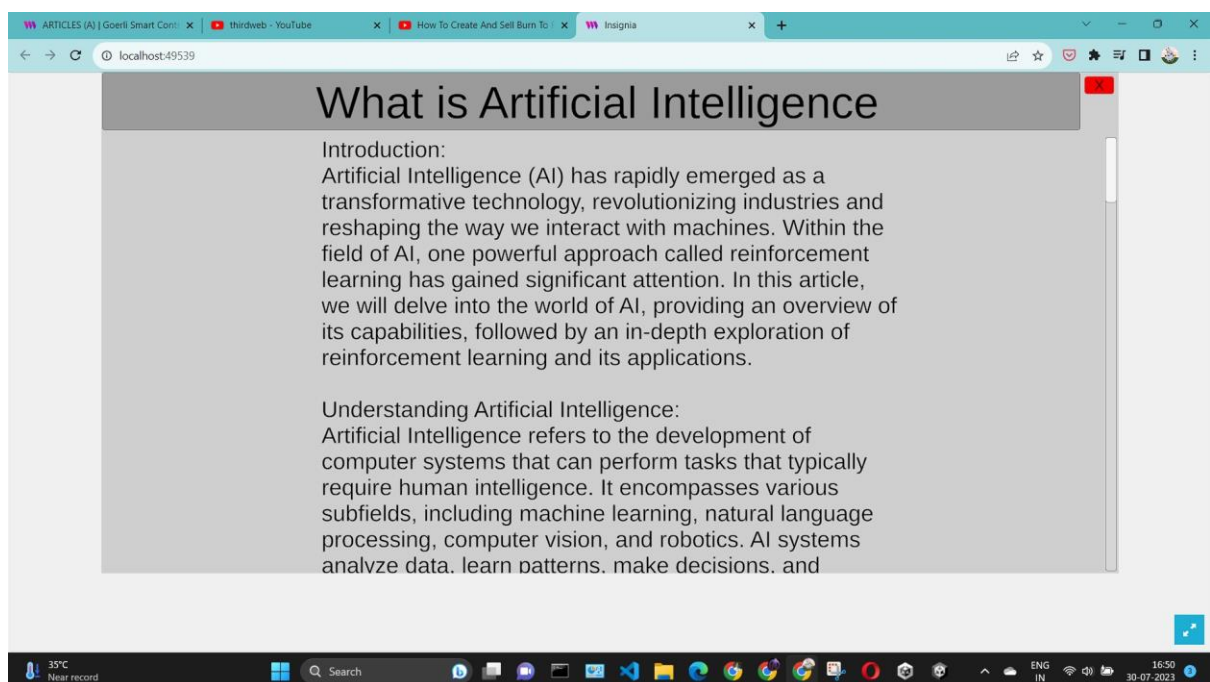 ARTICLES (A) | Goerli Smart Cont
thirdweb - YouTube
How To Create And Sell Burn To
Insignia
localhost:49539
What is Artificial Intelligence
X
Introduction:
Artificial Intelligence (AI) has rapidly emerged as a
transformative technology, revolutionizing industries and
reshaping the way we interact with machines. Within the
field of AI, one powerful approach called reinforcement
learning has gained significant attention. In this article,
we will delve into the world of AI, providing an overview of
its capabilities, followed by an in-depth exploration of
reinforcement learning and its applications.
Understanding Artificial Intelligence:
Artificial Intelligence refers to the development of
computer systems that can perform tasks that typically
require human intelligence. It encompasses various
subfields, including machine learning, natural language
processing, computer vision, and robotics. AI systems
analyze data, learn patterns, make decisions, and
35°C
Near record
Search
ENG
IN
16:50
30-07-2023